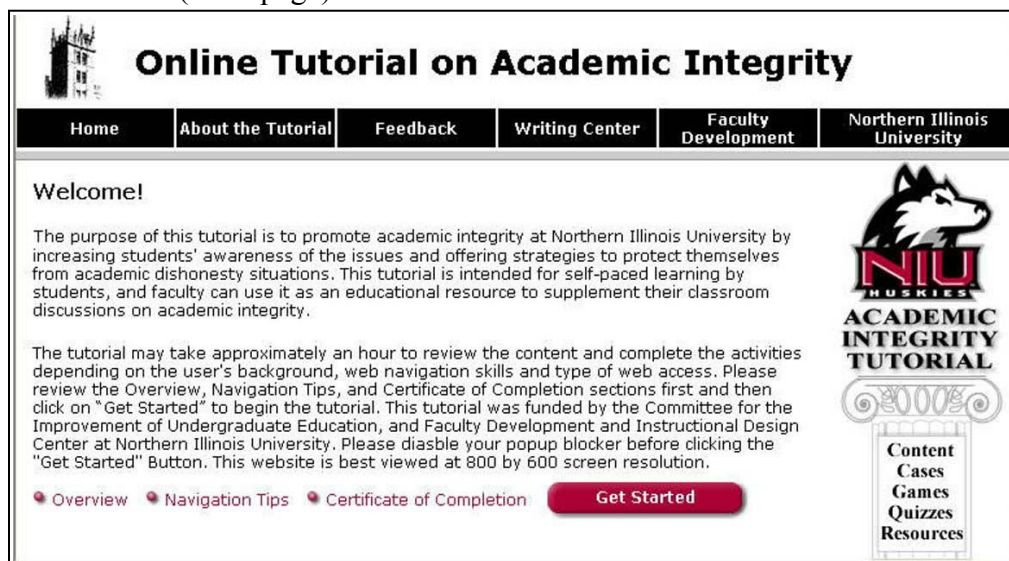 Online Tutorial on Academic Integrity
Home
About the Tutorial
Feedback
Writing Center
Faculty
Development
Northern Illinois
University
Welcome!
The purpose of this tutorial is to promote academic integrity at Northern Illinois University by
increasing students' awareness of the issues and offering strategies to protect themselves
from academic dishonesty situations. This tutorial is intended for self-paced learning by
students, and faculty can use it as an educational resource to supplement their classroom
discussions on academic integrity.
The tutorial may take approximately an hour to review the content and complete the activities
depending on the user's background, web navigation skills and type of web access. Please
review the Overview, Navigation Tips, and Certificate of Completion sections first and then
click on "Get Started" to begin the tutorial. This tutorial was funded by the Committee for the
Improvement of Undergraduate Education, and Faculty Development and Instructional Design
Center at Northern Illinois University. Please diasble your popup blocker before clicking the
"Get Started" Button. This website is best viewed at 800 by 600 screen resolution.
Overview
Navigation Tips
Certificate of Completion
Get Started
NIU
HUSKIES
ACADEMIC
INTEGRITY
TUTORIAL
Content
Cases
Games
Quizzes
Resources